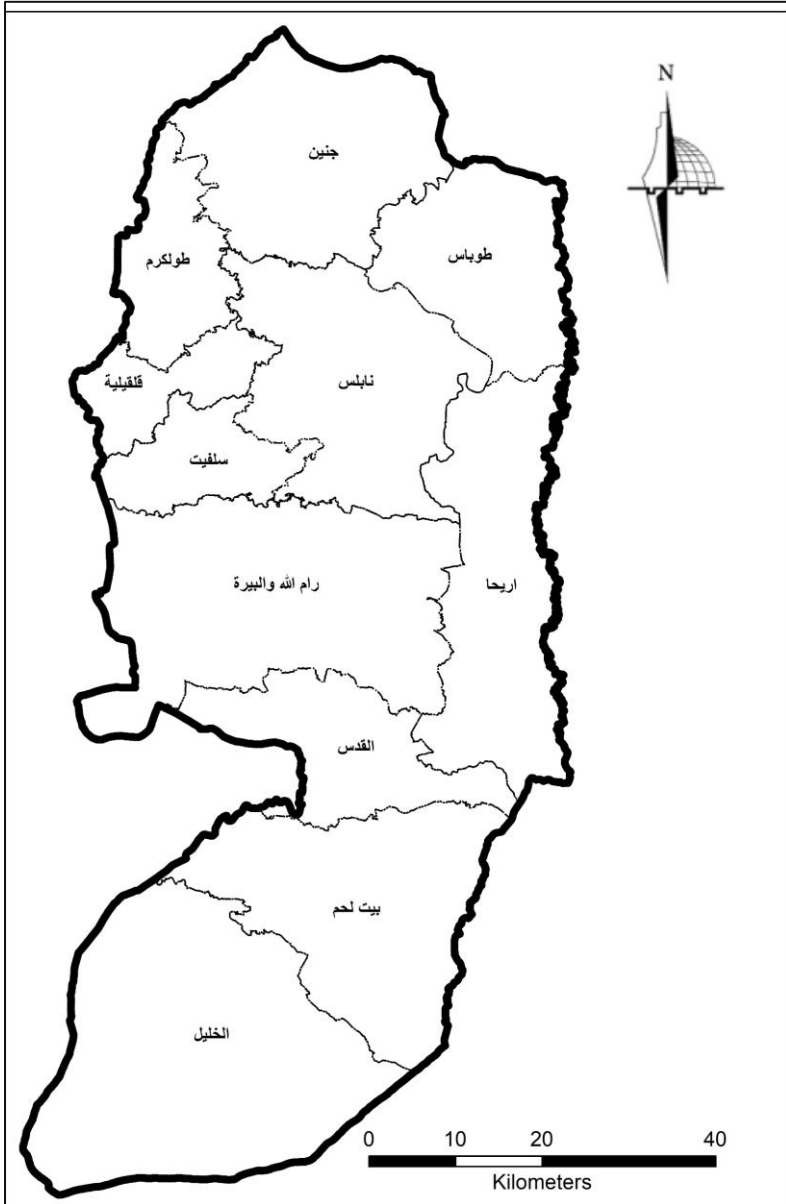 N
جنين
طوباس
طولكرم
نابلس
قلقيلية
سلفيت
رام الله والبيرة
اريحا
القدس
بيت لحم
الخليل
0 10 20 40
Kilometers